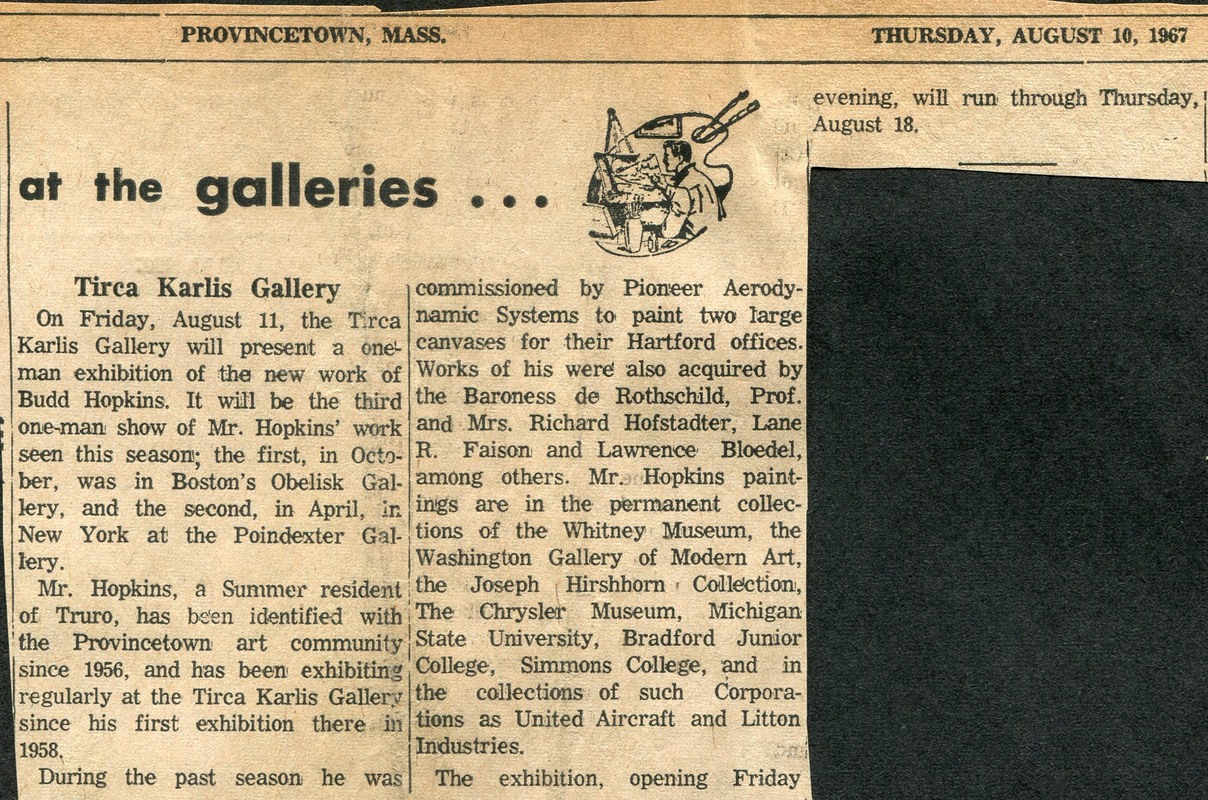 PROVINCETOWN, MASS.
THURSDAY, AUGUST 10, 1967
at the galleries ...
Tirca Karlis Gallery
On Friday, August 11, the Tirca
Karlis Gallery will present a one-
man exhibition of the new work of
Budd Hopkins. It will be the third
one-man show of Mr. Hopkins' work
seen this season; the first, in Octo-
ber, was in Boston's Obelisk Gal-
lery, and the second, in April, in
New York at the Poindexter Gal-
lery.
Mr. Hopkins, a Summer resident
of Truro, has been identified with
the Provincetown art community
since 1956, and has been exhibiting
regularly at the Tirca Karlis Gallery
since his first exhibition there in
1958.
During the past season he was
commissioned by Pioneer Aerody-
namic Systems to paint two large
canvases for their Hartford offices.
Works of his were also acquired by
the Baroness de Rothschild, Prof.
and Mrs. Richard Hofstadter, Lane
R. Faison and Lawrence Bloedel,
among others. Mr. Hopkins paint-
ings are in the permanent collec-
tions of the Whitney Museum, the
Washington Gallery of Modern Art,
the Joseph Hirshhorn Collection,
The Chrysler Museum, Michigan
State University, Bradford Junior
College, Simmons College, and in
the collections of such Corpora-
tions as United Aircraft and Litton
Industries.
The exhibition, opening Friday
evening, will run through Thursday,
August 18.